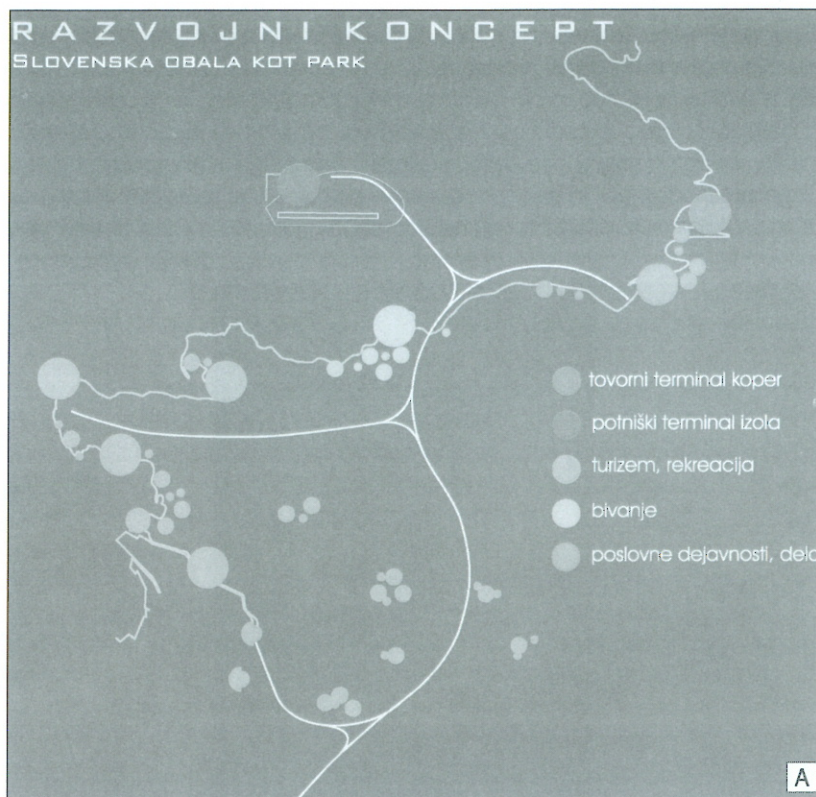 RAZVOJNI KONCEPT
SLOVENSKA OBALA KOT PARK
tovorni terminal koper
potniški terminal izola
turizem, rekreacija
bivanje
poslovne dejavnosti, delo
A